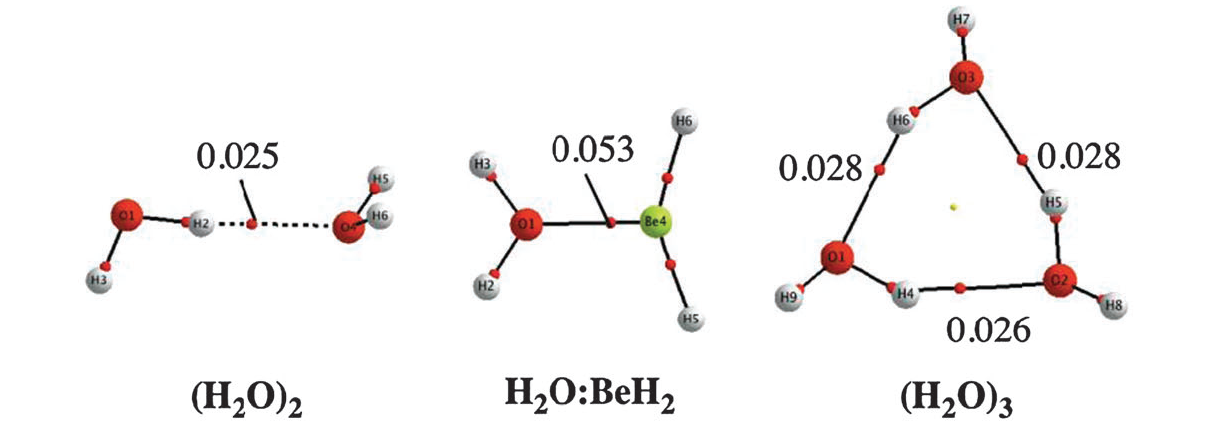 H7
O3
H6
H6
0.025
0.053
0.028
0.028
H5
H3
H5
O1
H2
O4
H6
O1
Be4
O1
H3
H2
H5
H9
H4
O2
H8
0.026
(H₂O)₂
H₂O:BeH₂
(H₂O)₃